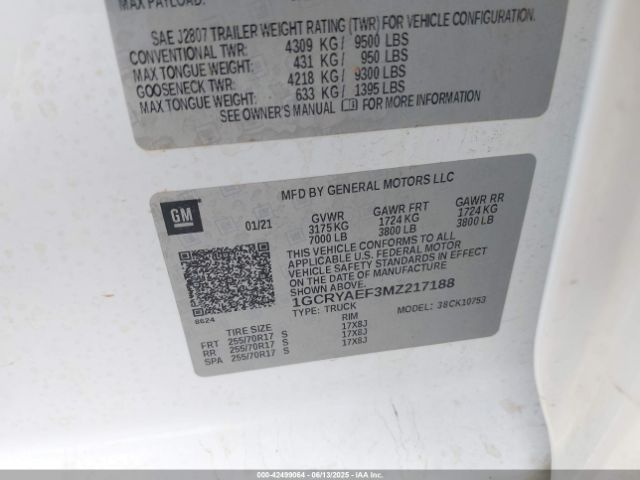 MAX PAYLOAD:
SAE J2807 TRAILER WEIGHT RATING (TWR) FOR VEHICLE CONFIGURATION.
CONVENTIONAL TWR: 4309 KG/ 9500 LBS
MAX TONGUE WEIGHT: 431 KG/ 950 LBS
GOOSENECK TWR: 4218 KG/ 9300 LBS
MAX TONGUE WEIGHT: 633 KG/ 1395 LBS
SEE OWNER'S MANUAL FOR MORE INFORMATION
MFD BY GENERAL MOTORS LLC
GM
01/21 GVWR GAWR FRT GAWR RR
3175 KG 1724 KG 1724 KG
7000 LB 3800 LB 3800 LB
THIS VEHICLE CONFORMS TO ALL
APPLICABLE U.S. FEDERAL MOTOR
VEHICLE SAFETY STANDARDS IN EFFECT
ON THE DATE OF MANUFACTURE SHOWN ABOVE.
1GCRYAEF3MZ217188
8624 TYPE: TRUCK MODEL: 38CK10753
TIRE SIZE RIM
FRT 255/70R17 S 17X8J
RR 255/70R17 S 17X8J
SPA 255/70R17 S 17X8J
000-42499064 - 06/13/2025 - IAAI.COM